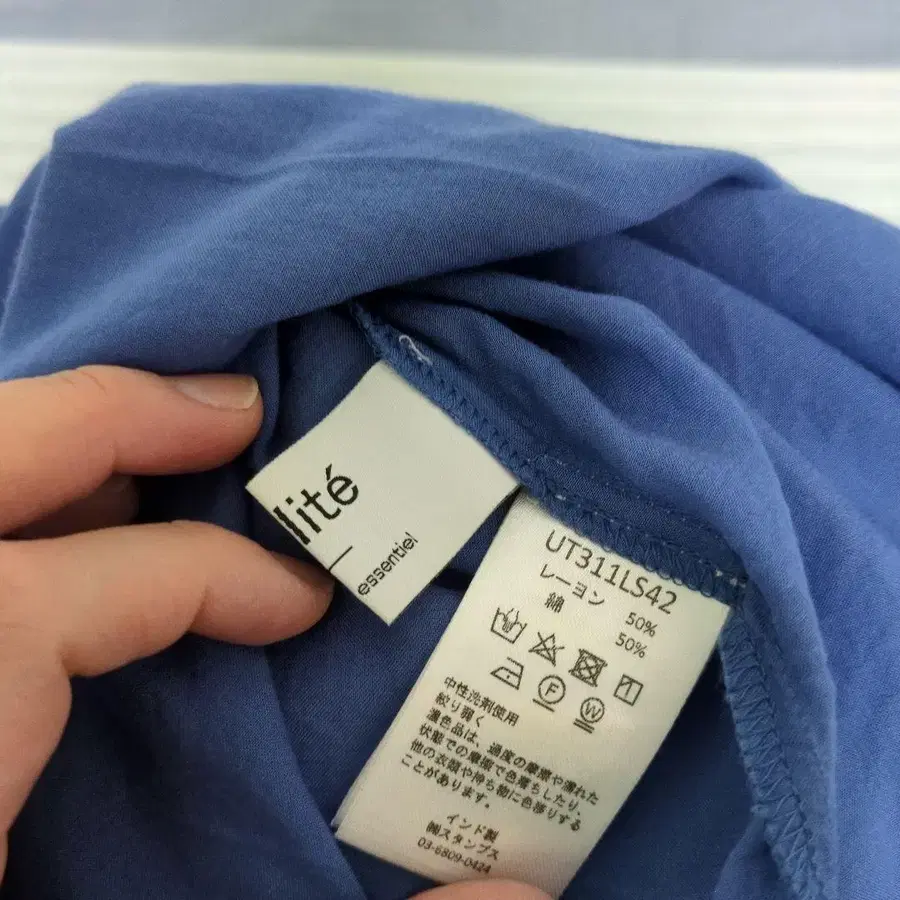 lité
essentiel
UT311LS42
レーヨン 50%
綿 50%
F W
中性洗剤使用
絞り弱く
濃色品は、過度の摩擦や濡れた
状態での摩擦で色落ちしたり、
他の衣類や持ち物に色移りする
ことがあります。
インド製
㈱スタンプス
03-6809-0424